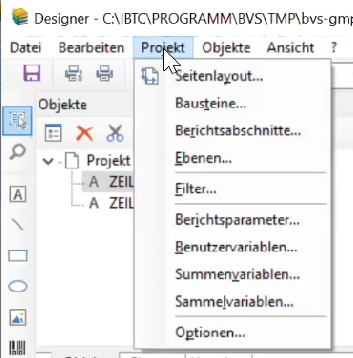 Designer - C:\BTC\PROGRAMM\BVS\TMP\bvs-gmp
Datei Bearbeiten Projekt Objekte Ansicht ?
Objekte
Projekt
A ZEIL
A ZEIL
Seitenlayout...
Bausteine...
Berichtsabschnitte...
Ebenen...
Filter...
Berichtsparameter...
Benutzervariablen...
Summenvariablen...
Sammelvariablen...
Optionen...